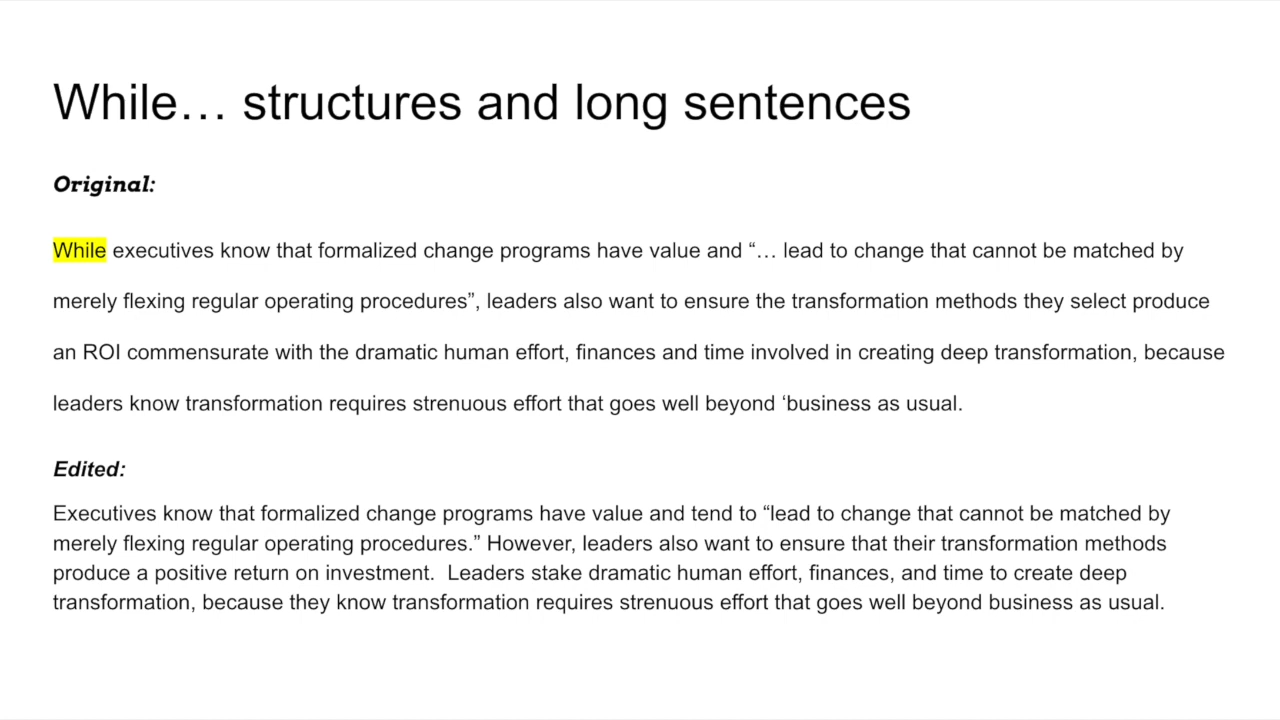 While… structures and long sentences
Original:
While executives know that formalized change programs have value and “… lead to change that cannot be matched by
merely flexing regular operating procedures”, leaders also want to ensure the transformation methods they select produce
an ROI commensurate with the dramatic human effort, finances and time involved in creating deep transformation, because
leaders know transformation requires strenuous effort that goes well beyond ‘business as usual.
Edited:
Executives know that formalized change programs have value and tend to “lead to change that cannot be matched by
merely flexing regular operating procedures.” However, leaders also want to ensure that their transformation methods
produce a positive return on investment.  Leaders stake dramatic human effort, finances, and time to create deep
transformation, because they know transformation requires strenuous effort that goes well beyond business as usual.